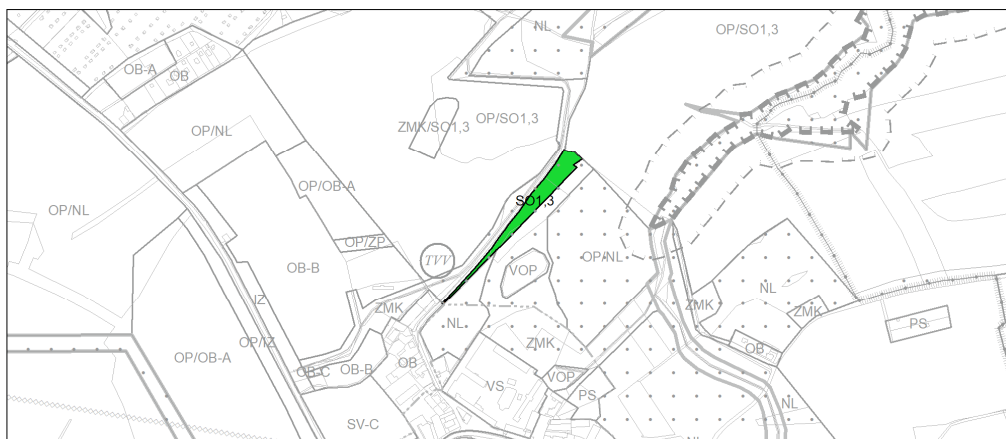 NL
OP/SO1,3
OB-A
OB
ZMK/SO1,3
OP/SO1,3
OP/NL
OP/OB-A
OP/NL
SO1,3
OP/ZP
TVV
OB-B
VOP
OP/NL
NL
IZ
ZMK
ZMK
ZMK
PS
OP/IZ
NL
ZMK
OP/OB-A
OB-B
OB
OB
OB-C
VS
VOP
PS
NL
SV-C
NL